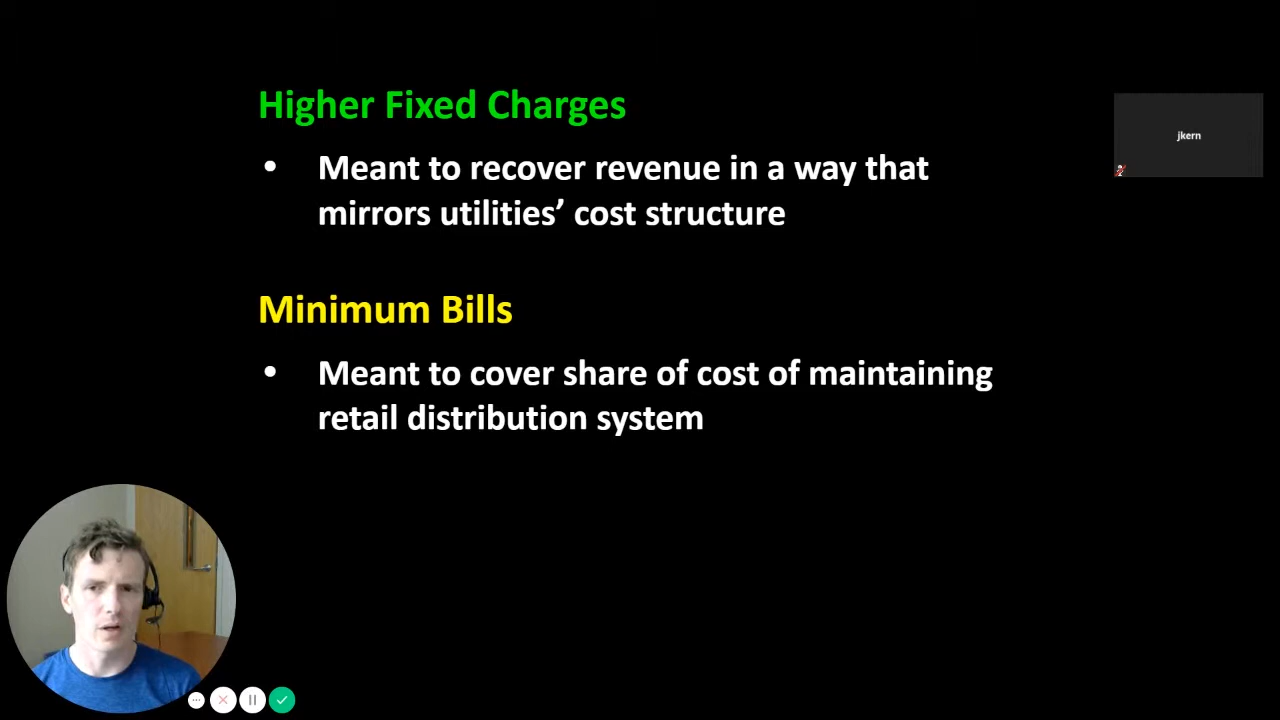 Higher Fixed Charges
• Meant to recover revenue in a way that
mirrors utilities’ cost structure
jkern
Minimum Bills
• Meant to cover share of cost of maintaining
retail distribution system